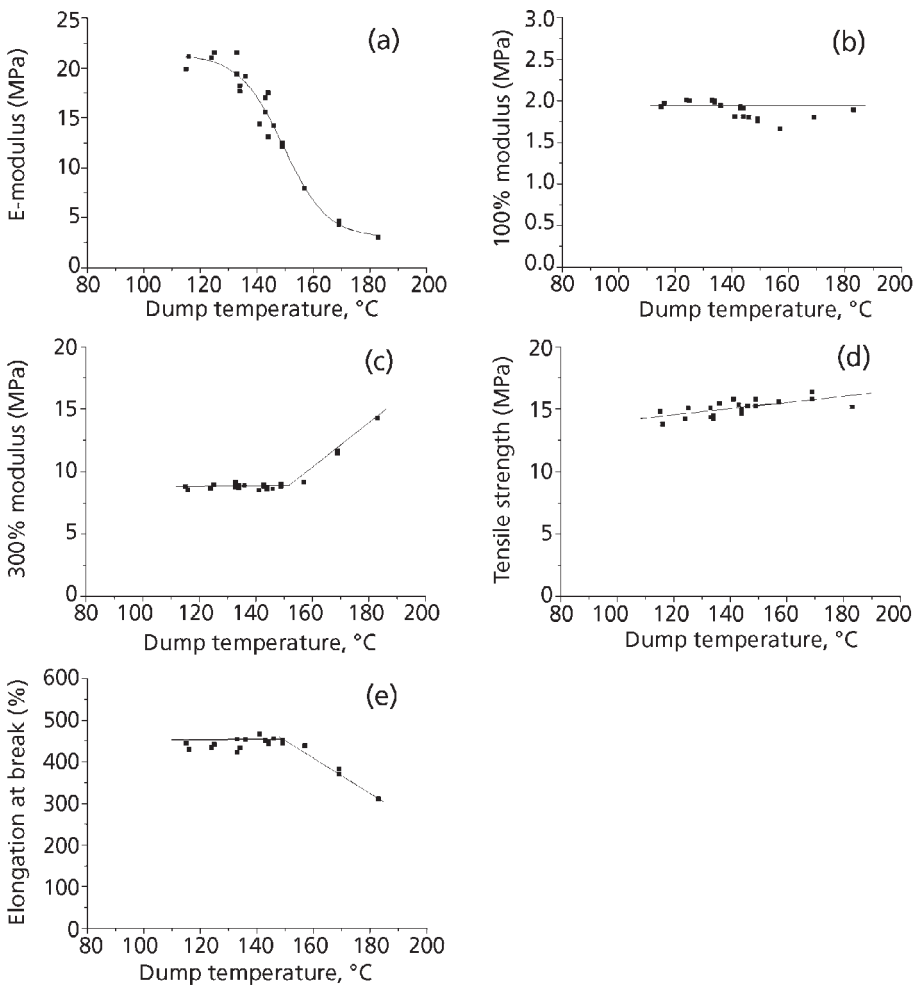 (a)
E-modulus (MPa)
25
20
15
10
5
0
80 100 120 140 160 180 200
Dump temperature, °C
(b)
100% modulus (MPa)
3.0
2.5
2.0
1.5
1.0
0.5
0.0
80 100 120 140 160 180 200
Dump temperature, °C
(c)
300% modulus (MPa)
20
15
10
5
0
80 100 120 140 160 180 200
Dump temperature, °C
(d)
Tensile strength (MPa)
20
15
10
5
0
80 100 120 140 160 180 200
Dump temperature, °C
(e)
Elongation at break (%)
600
500
400
300
200
100
0
80 100 120 140 160 180 200
Dump temperature, °C